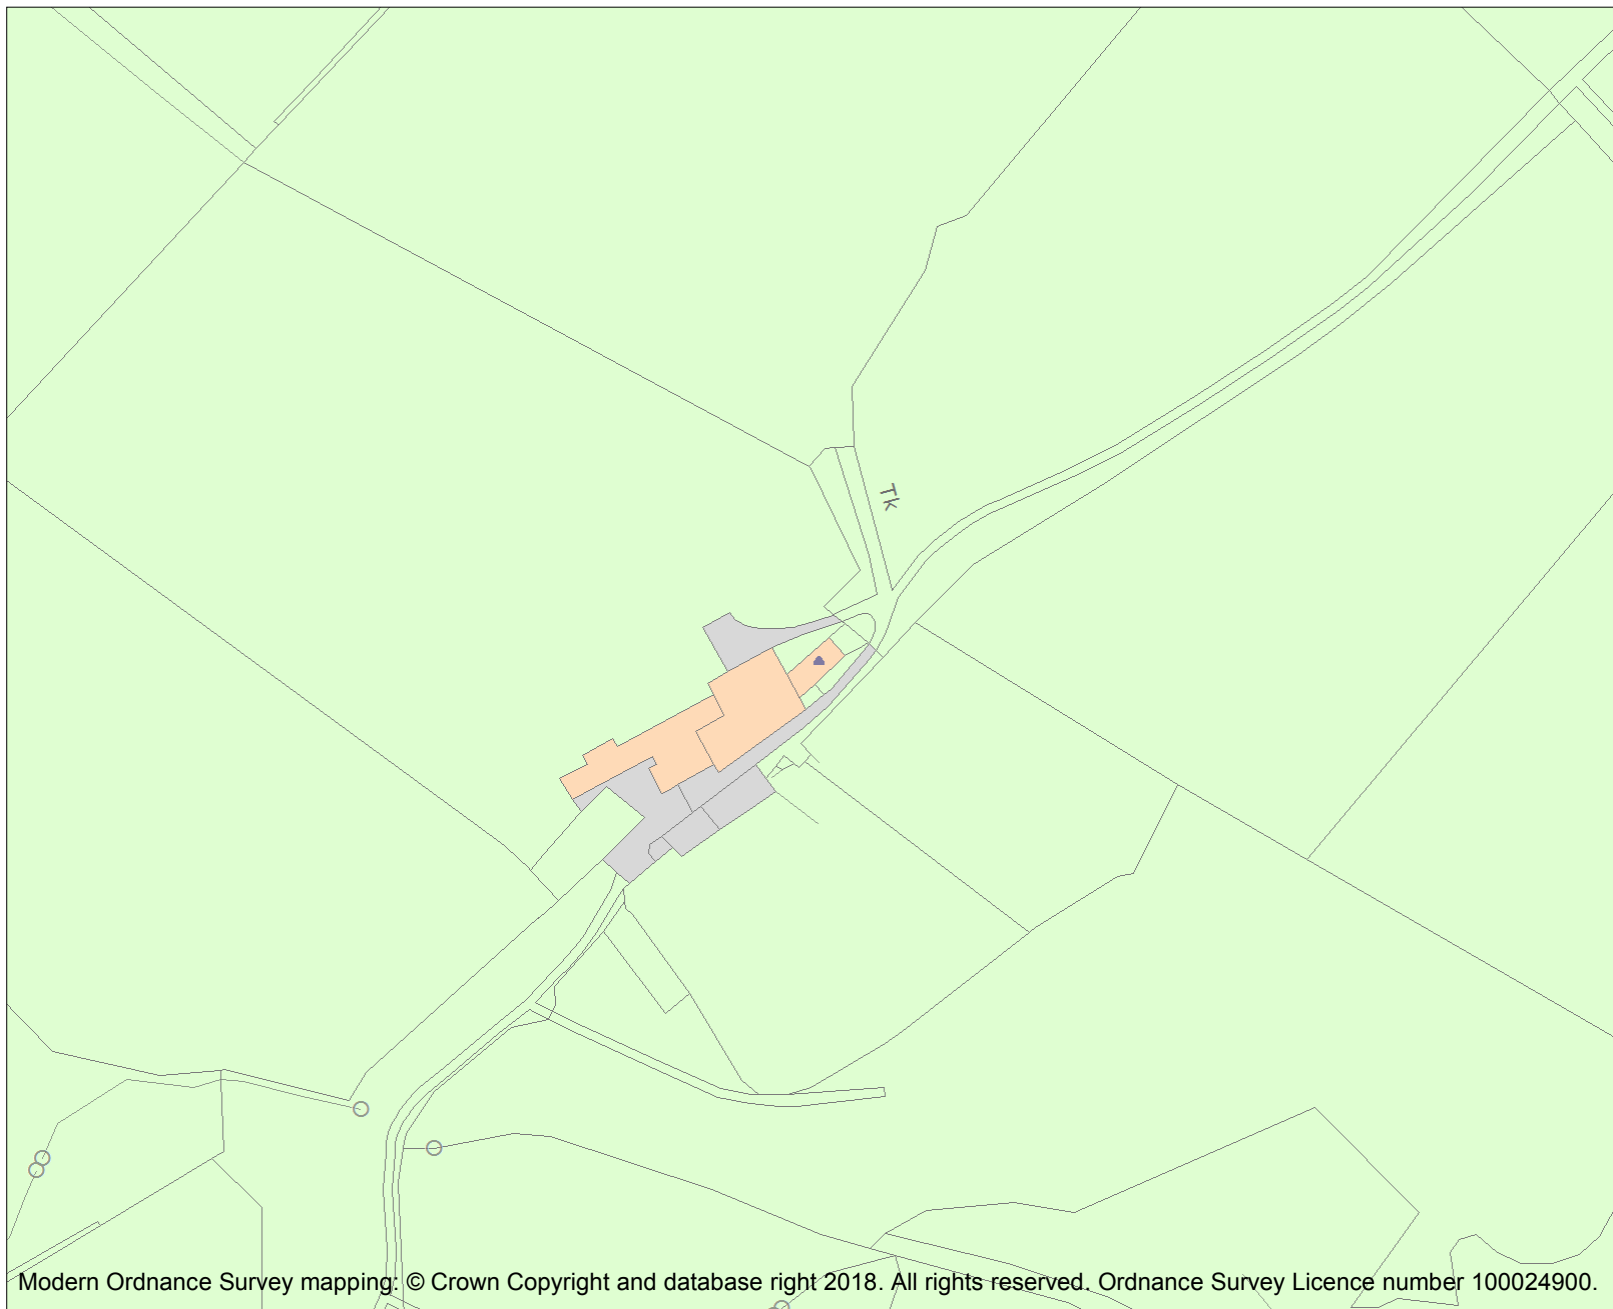 Tk
Modern Ordnance Survey mapping: © Crown Copyright and database right 2018. All rights reserved. Ordnance Survey Licence number 100024900.